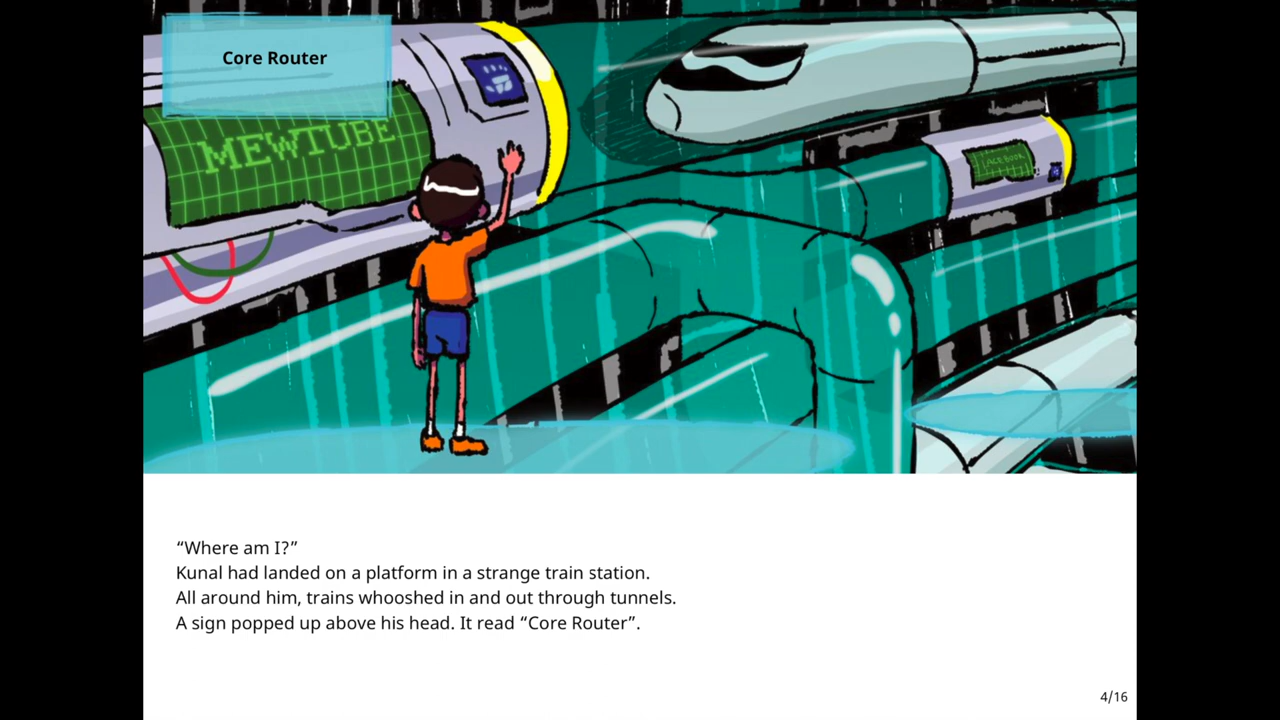 Core Router
MEWTUBE
ACEBOOK
“Where am I?”
Kunal had landed on a platform in a strange train station.
All around him, trains whooshed in and out through tunnels.
A sign popped up above his head. It read “Core Router”.
4/16